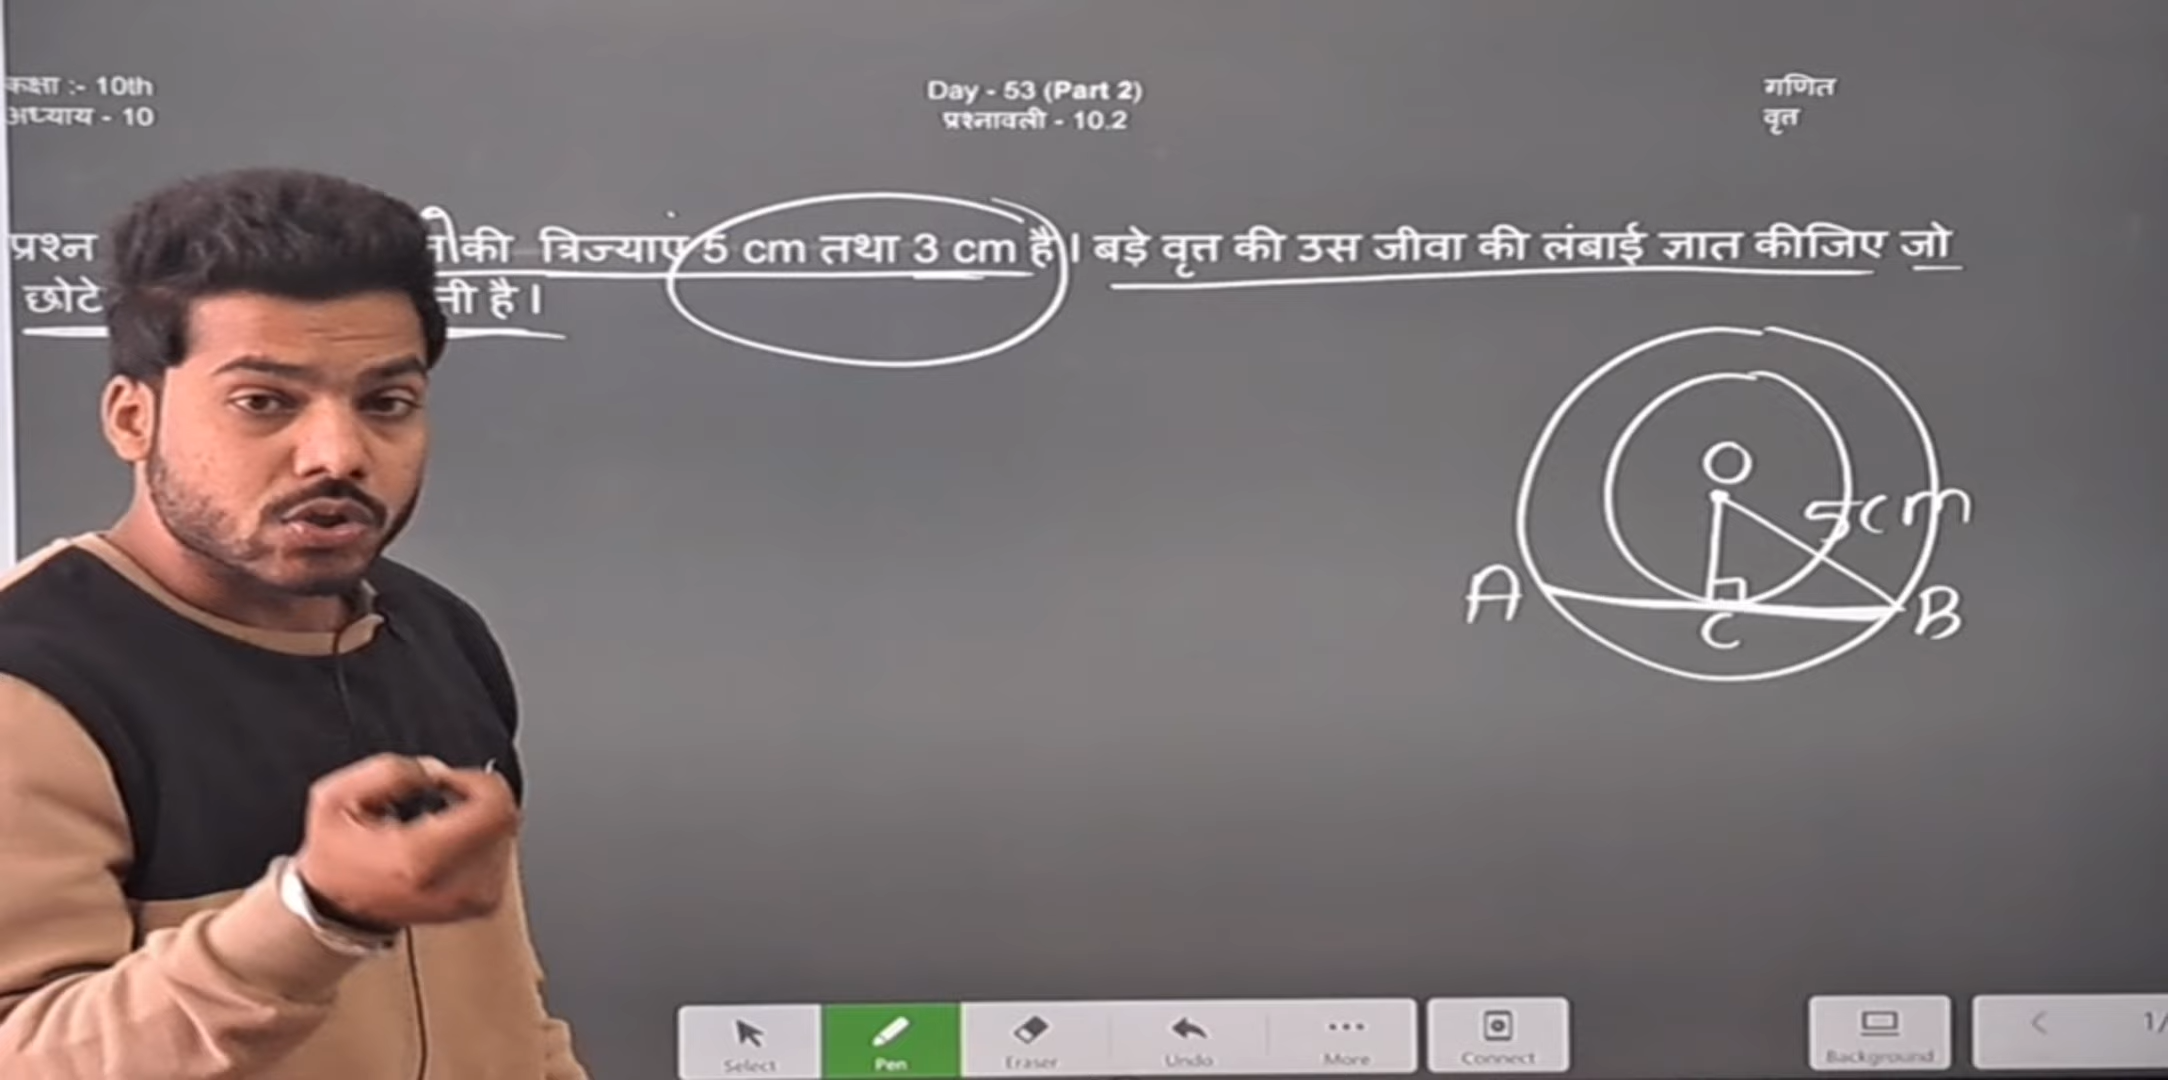 कक्षा :- 10th
अध्याय - 10
Day - 53 (Part 2)
प्रश्नावली - 10.2
गणित
वृत
प्रश्न की त्रिज्याएं 5 cm तथा 3 cm है। बड़े वृत्त की उस जीवा की लंबाई ज्ञात कीजिए जो
छोटे है।
O
5cm
A
B
C
Select
Pen
Eraser
Undo
More
Connect
Background
1/